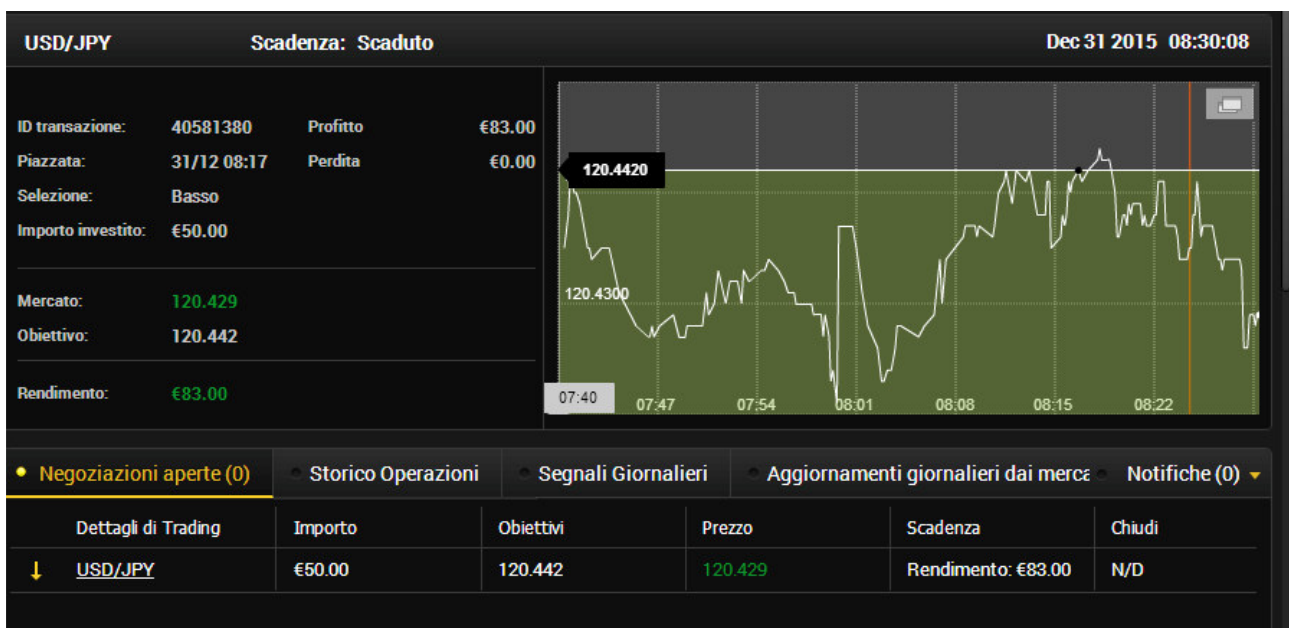 USD/JPY Scadenza: Scaduto Dec 31 2015 08:30:08
ID transazione: 40581380 Profitto €83.00
Piazzata: 31/12 08:17 Perdita €0.00
Selezione: Basso
Importo investito: €50.00
Mercato: 120.429
Obiettivo: 120.442
Rendimento: €83.00
120.4420
120.4300
07:40 07:47 07:54 08:01 08:08 08:15 08:22
Negoziazioni aperte (0) Storico Operazioni Segnali Giornalieri Aggiornamenti giornalieri dai merca Notifiche (0)
Dettagli di Trading Importo Obiettivi Prezzo Scadenza Chiudi
USD/JPY €50.00 120.442 120.429 Rendimento: €83.00 N/D